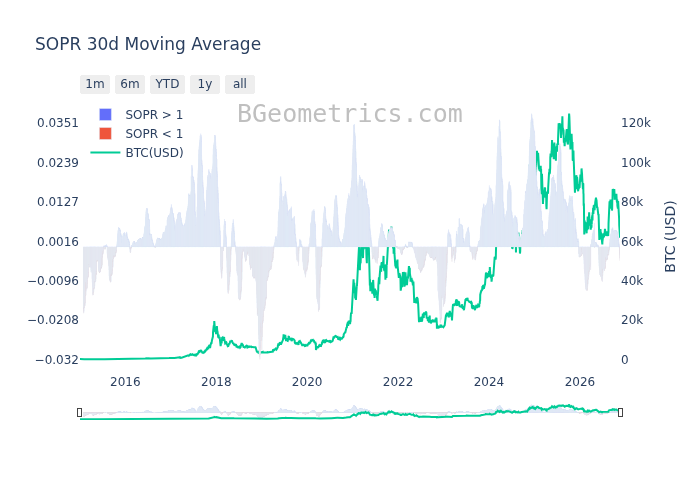 SOPR 30d Moving Average
1m 6m YTD 1y all
SOPR > 1
SOPR < 1
BTC(USD)
BGeometrics.com
0.0351
0.0239
0.0127
0.0016
−0.0096
−0.0208
−0.032
120k
100k
80k
60k
40k
20k
0
BTC (USD)
2016 2018 2020 2022 2024 2026